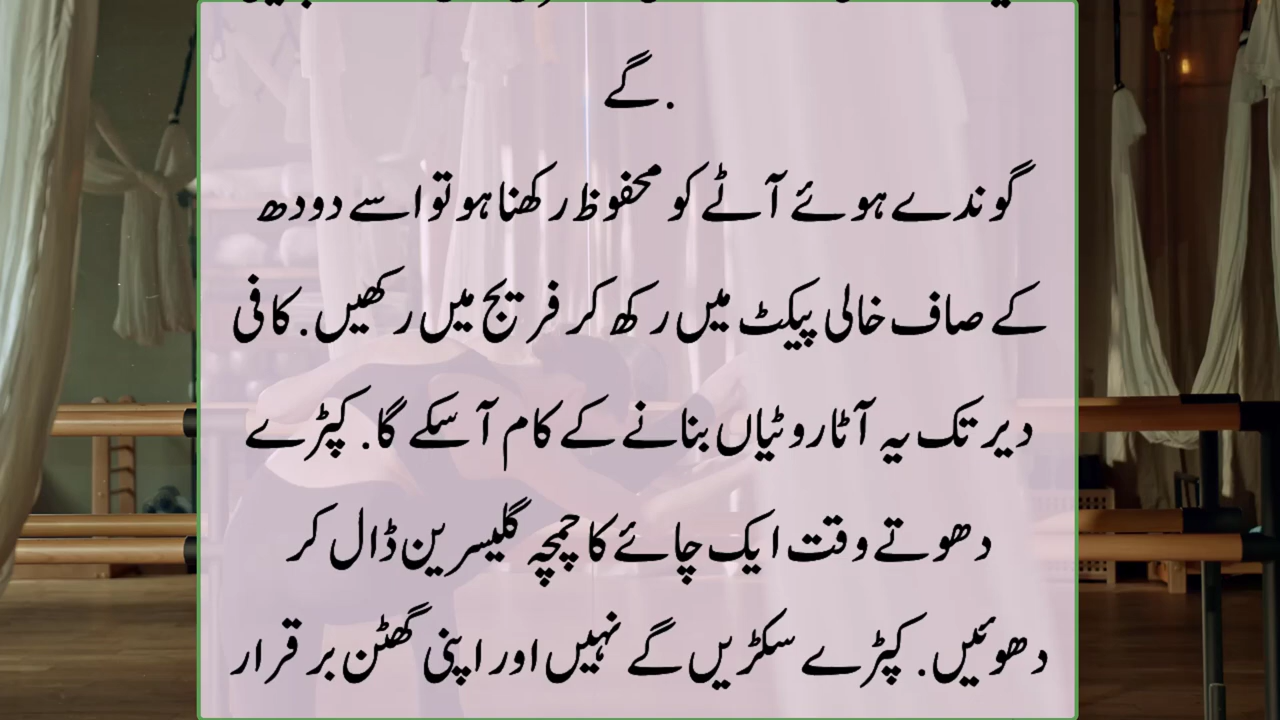 گے.
گوندے ہوئے آٹے کو محفوظ رکھنا ہو تو اسے دودھ
کے صاف خالی پیکٹ میں رکھ کر فریج میں رکھیں. کافی
دیر تک یہ آٹا روٹیاں بنانے کے کام آسکے گا. کپڑے
دھوتے وقت ایک چائے کا چمچہ گلیسرین ڈال کر
دھوئیں. کپڑے سکڑیں گے نہیں اور اپنی گھٹن برقرار